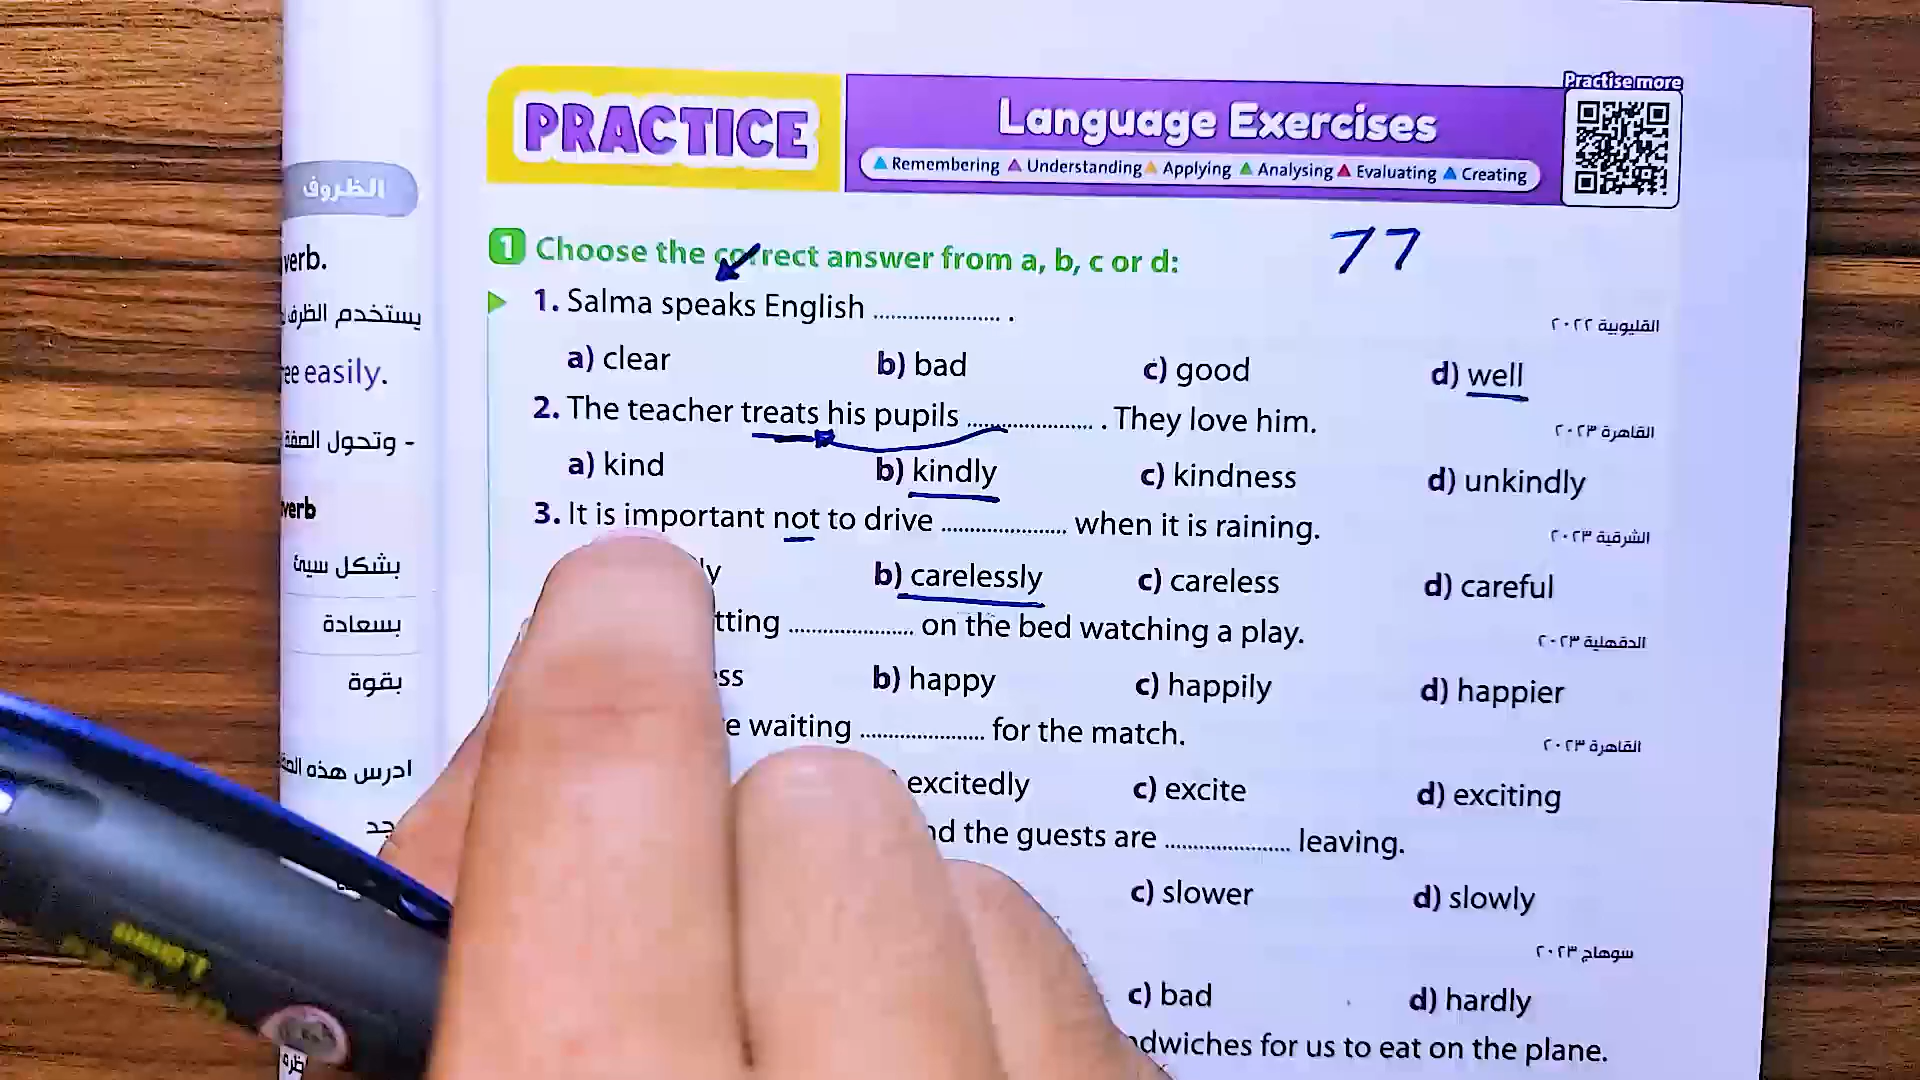 Practise more
PRACTICE
Language Exercises
Remembering Understanding Applying Analysing Evaluating Creating
77
1 Choose the correct answer from a, b, c or d:
1. Salma speaks English .................... .
القليوبية ٢٠٢٢
a) clear b) bad c) good d) well
2. The teacher treats his pupils .................... . They love him.
القاهرة ٢٠٢٣
a) kind b) kindly c) kindness d) unkindly
3. It is important not to drive .................... when it is raining.
الشرقية ٢٠٢٣
ly b) carelessly c) careless d) careful
tting .................... on the bed watching a play.
الدقهلية ٢٠٢٣
ss b) happy c) happily d) happier
e waiting .................... for the match.
القاهرة ٢٠٢٣
excitedly c) excite d) exciting
nd the guests are .................... leaving.
c) slower d) slowly
سوهاج ٢٠٢٣
c) bad d) hardly
dwiches for us to eat on the plane.
الظروف
verb.
يستخدم الظرف
ee easily.
- وتحول الصفة
verb
بشكل سيئ
بسعادة
بقوة
ادرس هذه
جد